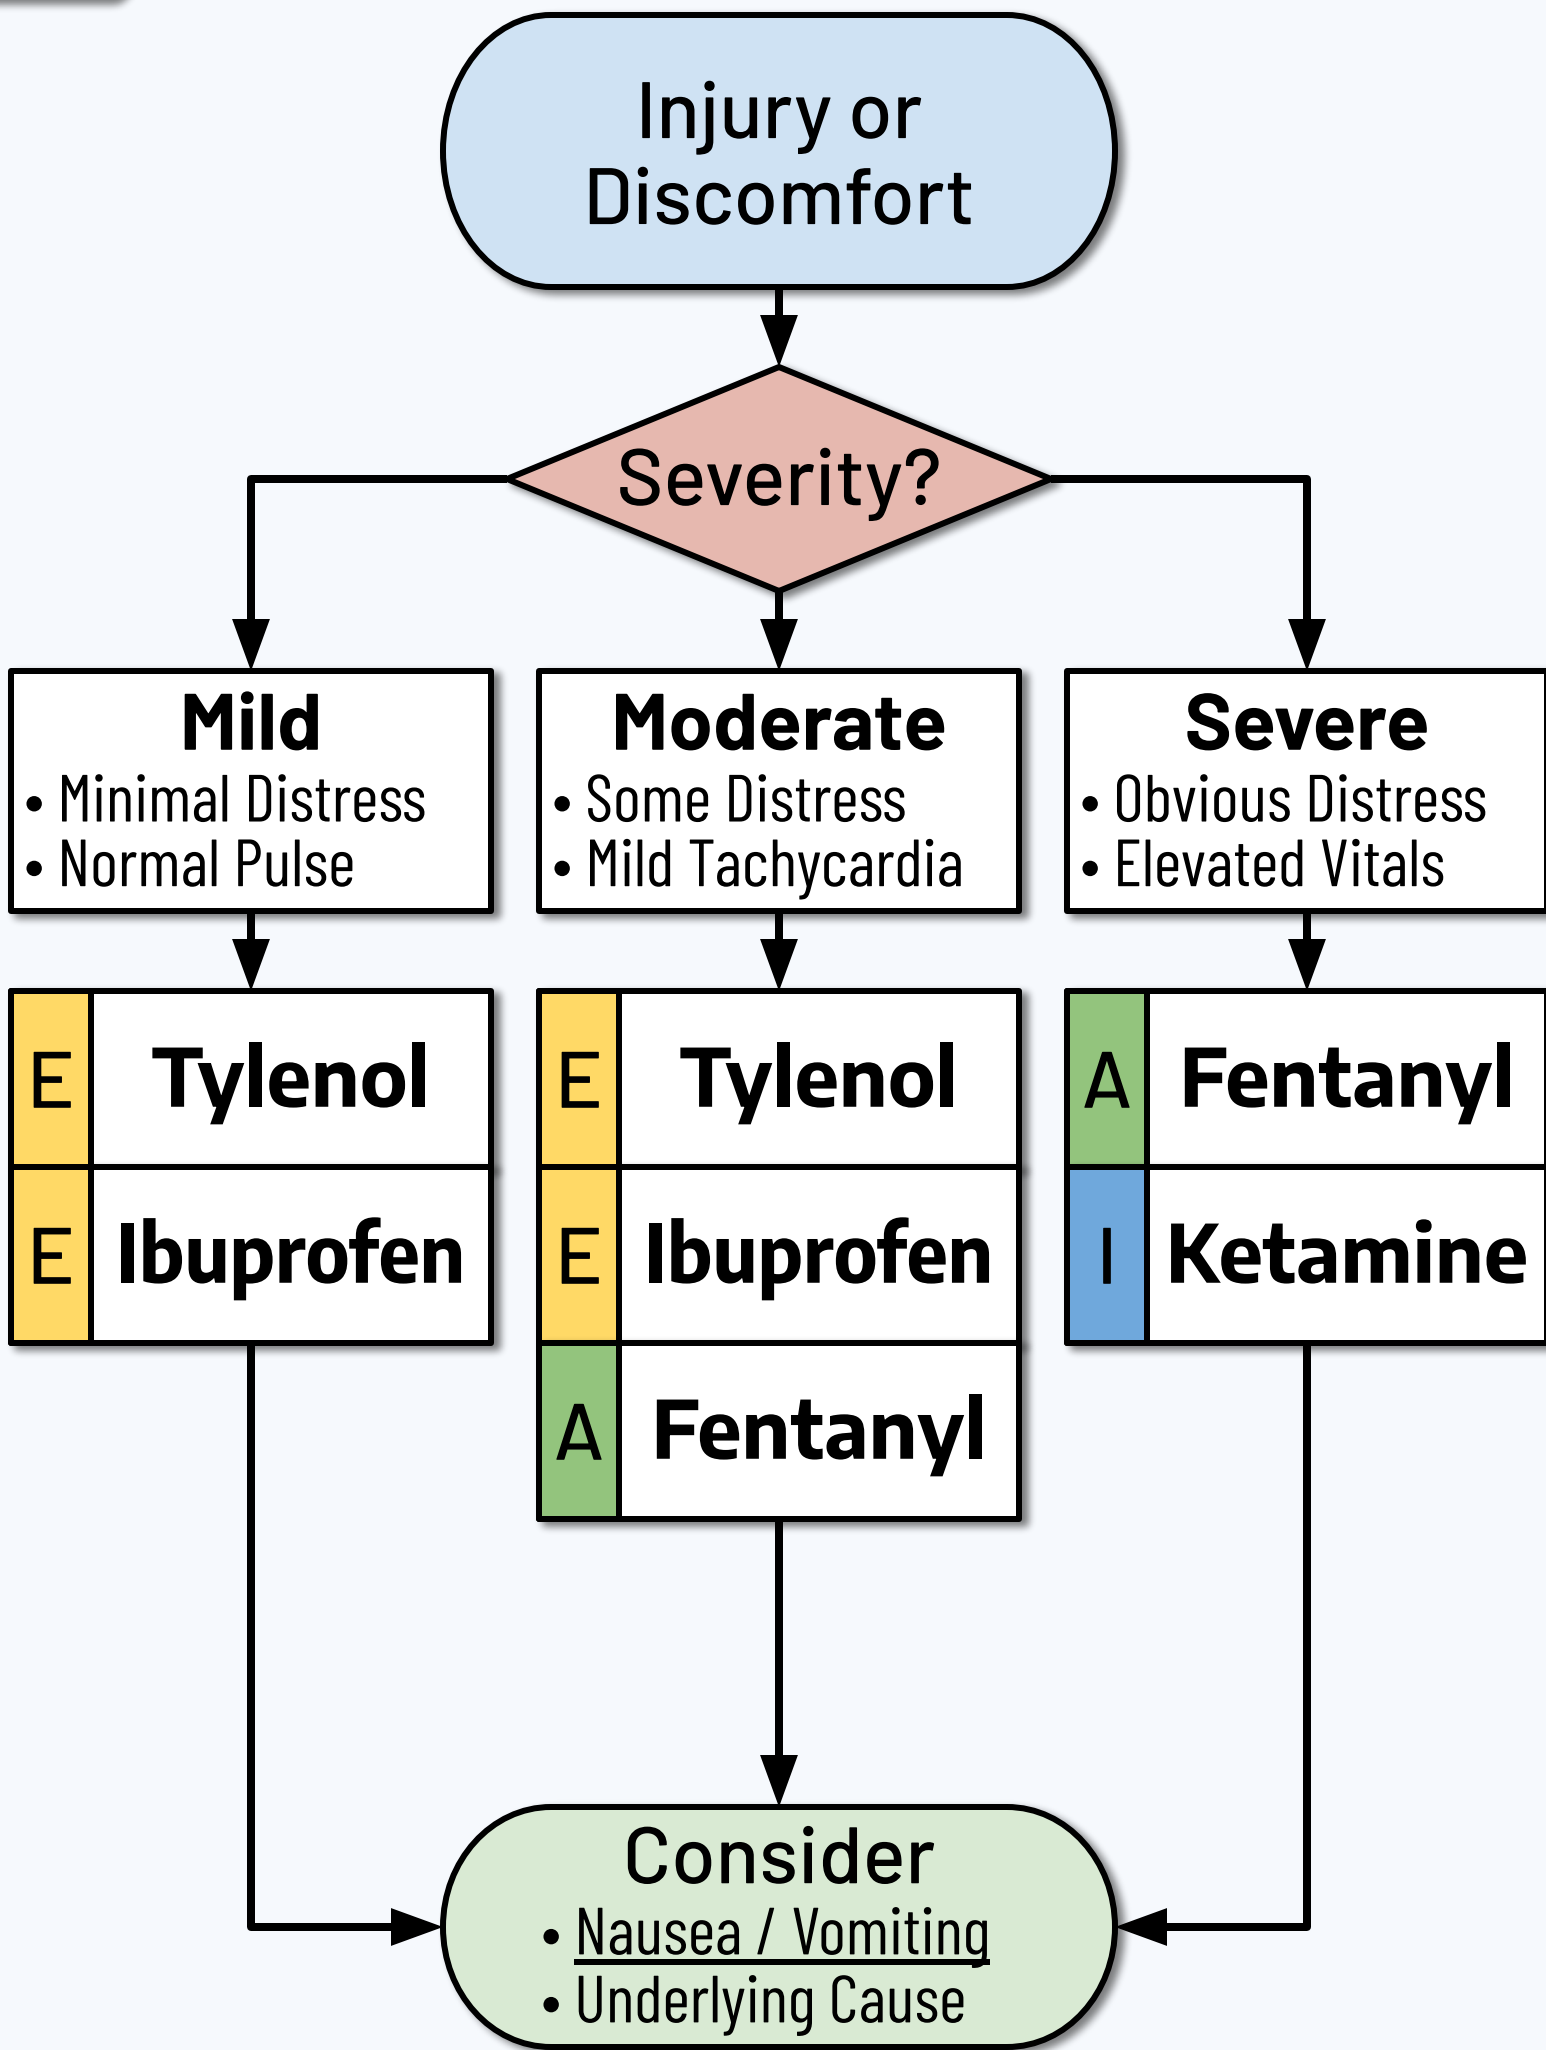 Injury or
Discomfort
Severity?
Mild
• Minimal Distress
• Normal Pulse
Moderate
• Some Distress
• Mild Tachycardia
Severe
• Obvious Distress
• Elevated Vitals
E Tylenol
E Ibuprofen
E Tylenol
E Ibuprofen
A Fentanyl
A Fentanyl
I Ketamine
Consider
• Nausea / Vomiting
• Underlying Cause